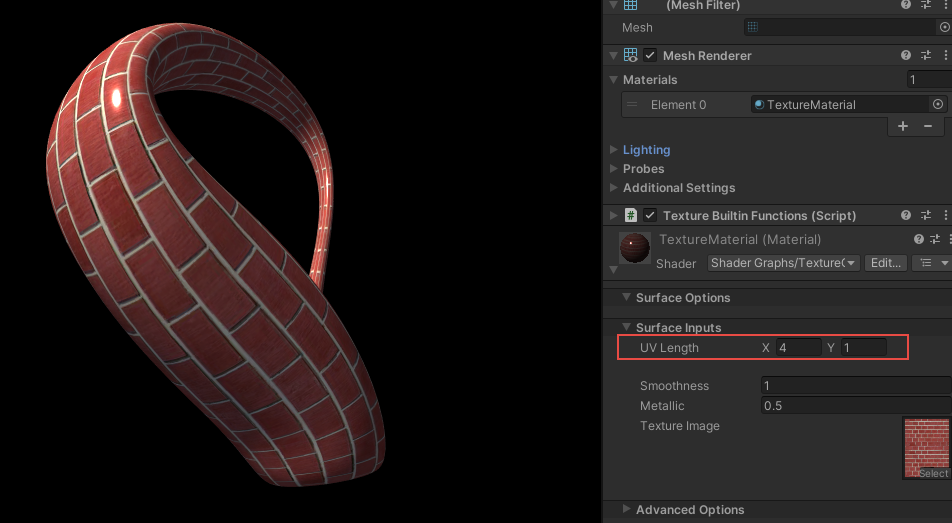 (Mesh Filter)
Mesh
Mesh Renderer
Materials 1
Element 0 TextureMaterial
+ −
Lighting
Probes
Additional Settings
# Texture Builtin Functions (Script)
TextureMaterial (Material)
Shader Shader Graphs/Texture Edit...
Surface Options
Surface Inputs
UV Length X 4 Y 1
Smoothness 1
Metallic 0.5
Texture Image
Select
Advanced Options